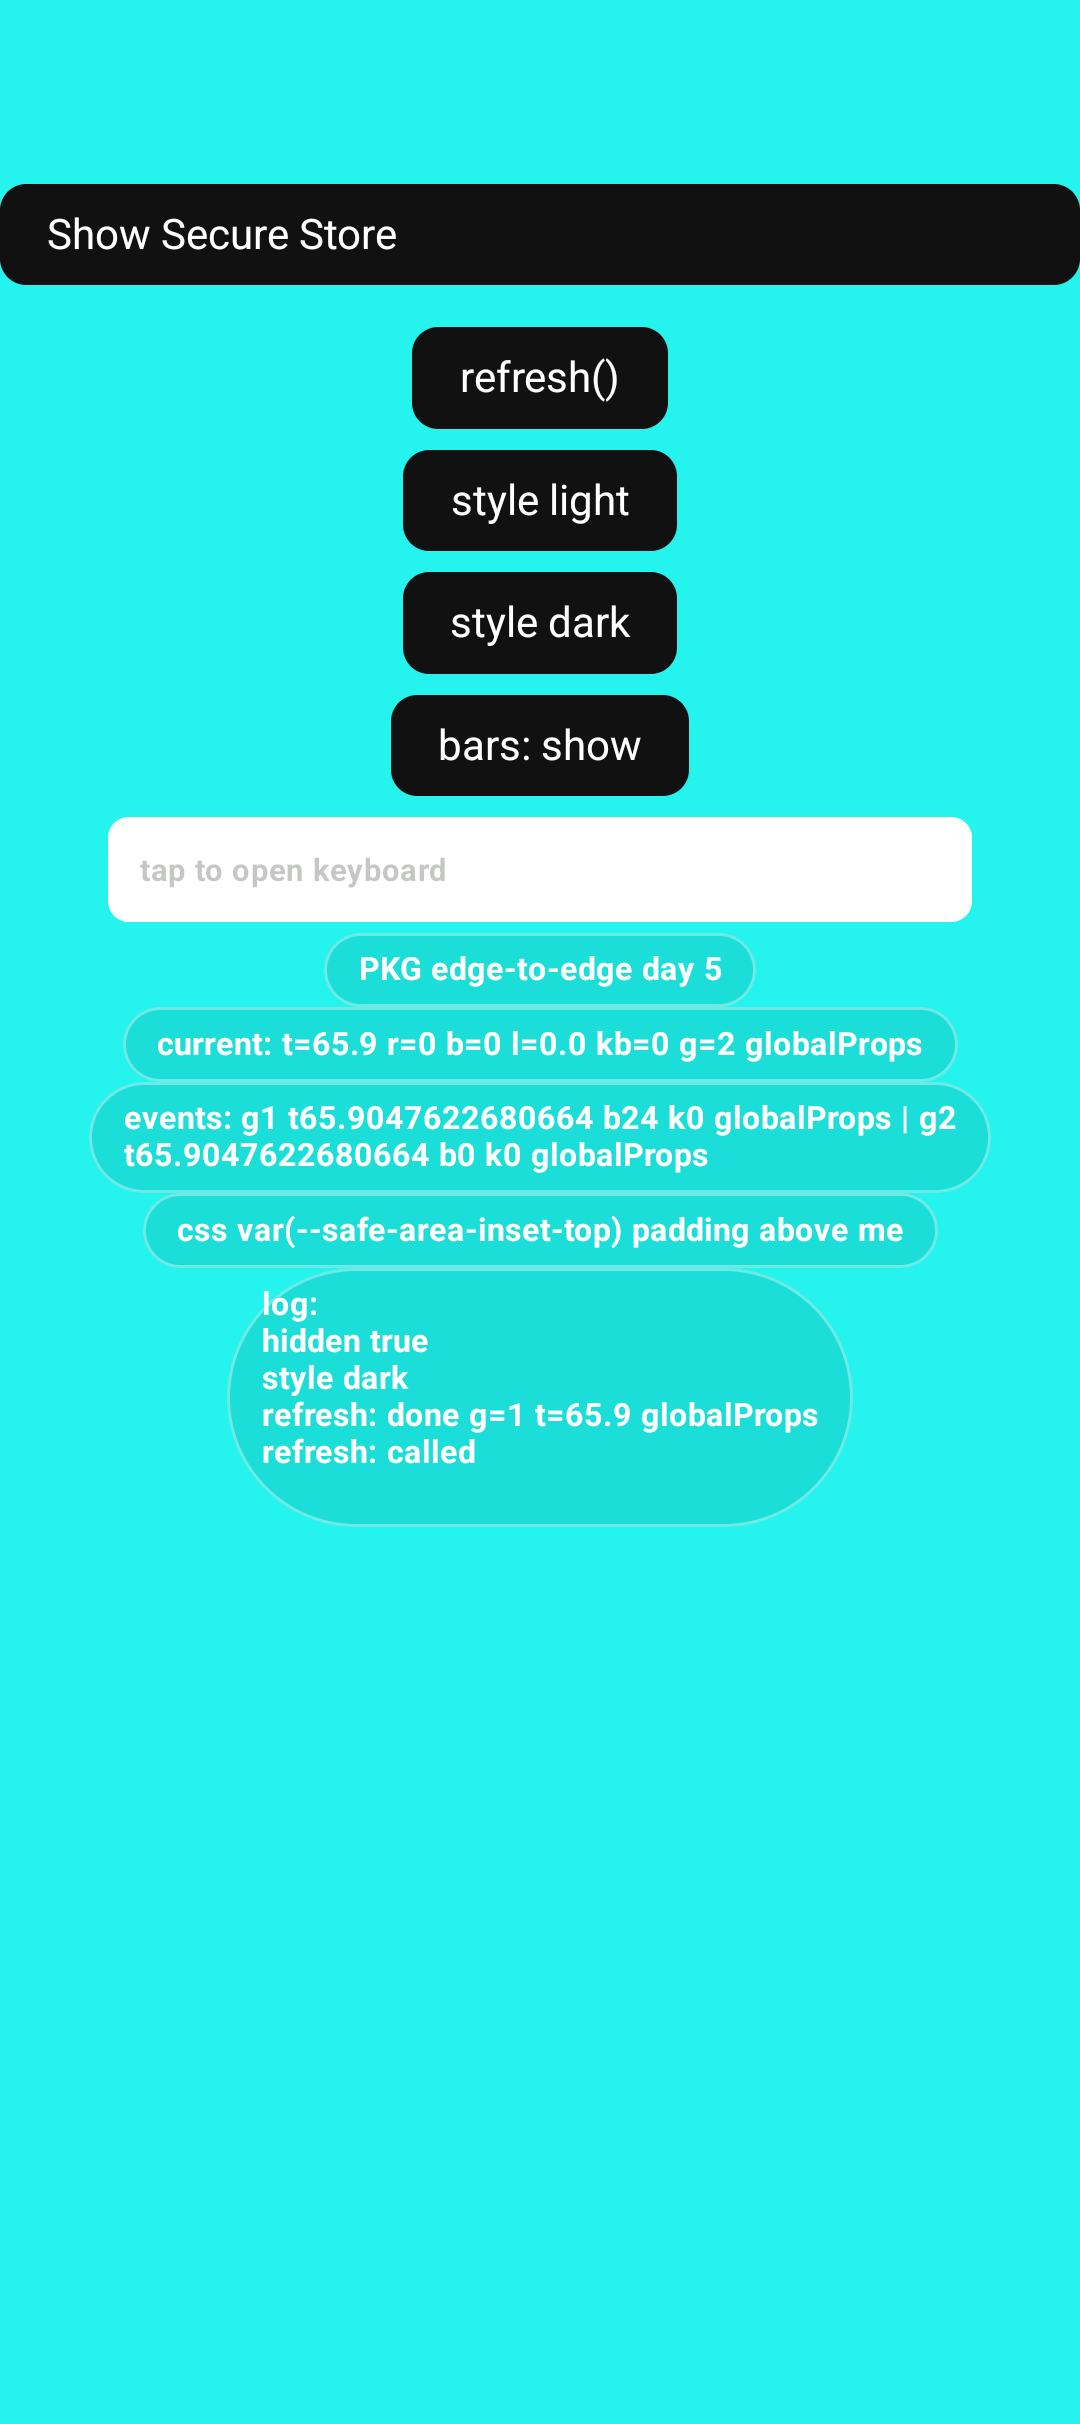 Show Secure Store
refresh()
style light
style dark
bars: show
tap to open keyboard
PKG edge-to-edge day 5
current: t=65.9 r=0 b=0 l=0.0 kb=0 g=2 globalProps
events: g1 t65.9047622680664 b24 k0 globalProps | g2
t65.9047622680664 b0 k0 globalProps
css var(--safe-area-inset-top) padding above me
log:
hidden true
style dark
refresh: done g=1 t=65.9 globalProps
refresh: called